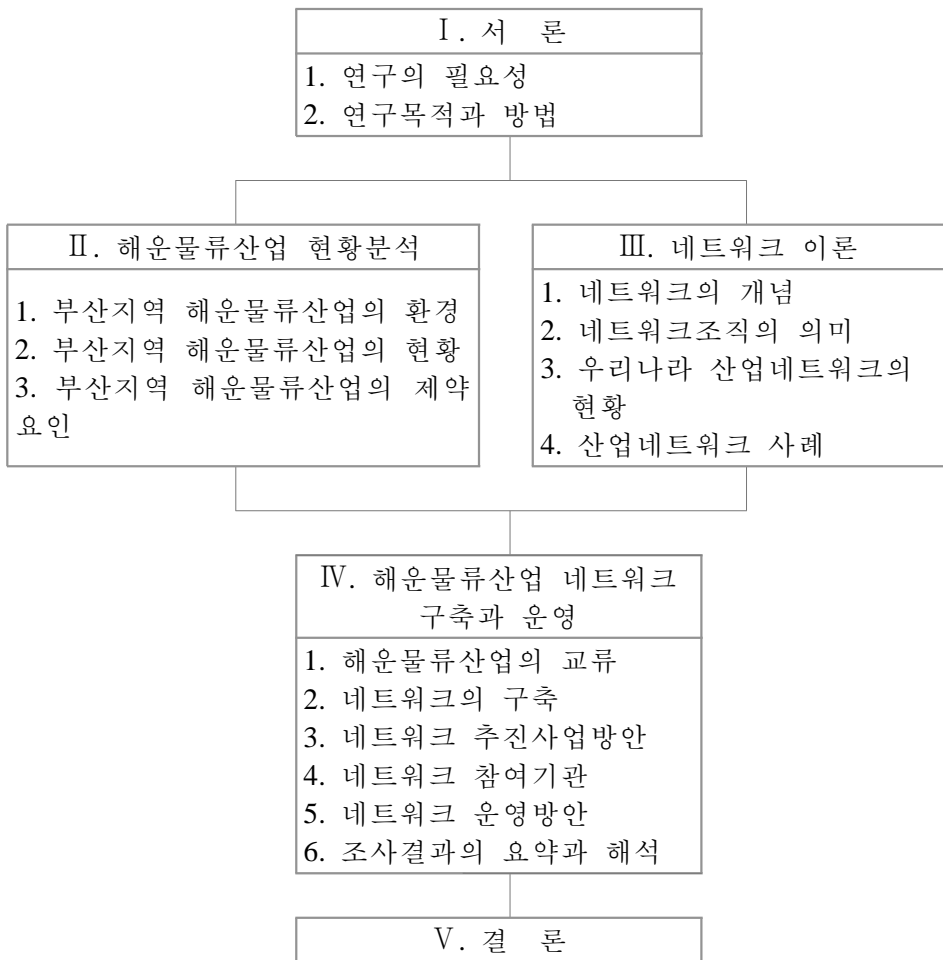 Ⅰ. 서 론
1. 연구의 필요성
2. 연구목적과 방법
Ⅱ. 해운물류산업 현황분석
1. 부산지역 해운물류산업의 환경
2. 부산지역 해운물류산업의 현황
3. 부산지역 해운물류산업의 제약
요인
Ⅲ. 네트워크 이론
1. 네트워크의 개념
2. 네트워크조직의 의미
3. 우리나라 산업네트워크의
현황
4. 산업네트워크 사례
Ⅳ. 해운물류산업 네트워크
구축과 운영
1. 해운물류산업의 교류
2. 네트워크의 구축
3. 네트워크 추진사업방안
4. 네트워크 참여기관
5. 네트워크 운영방안
6. 조사결과의 요약과 해석
Ⅴ. 결 론